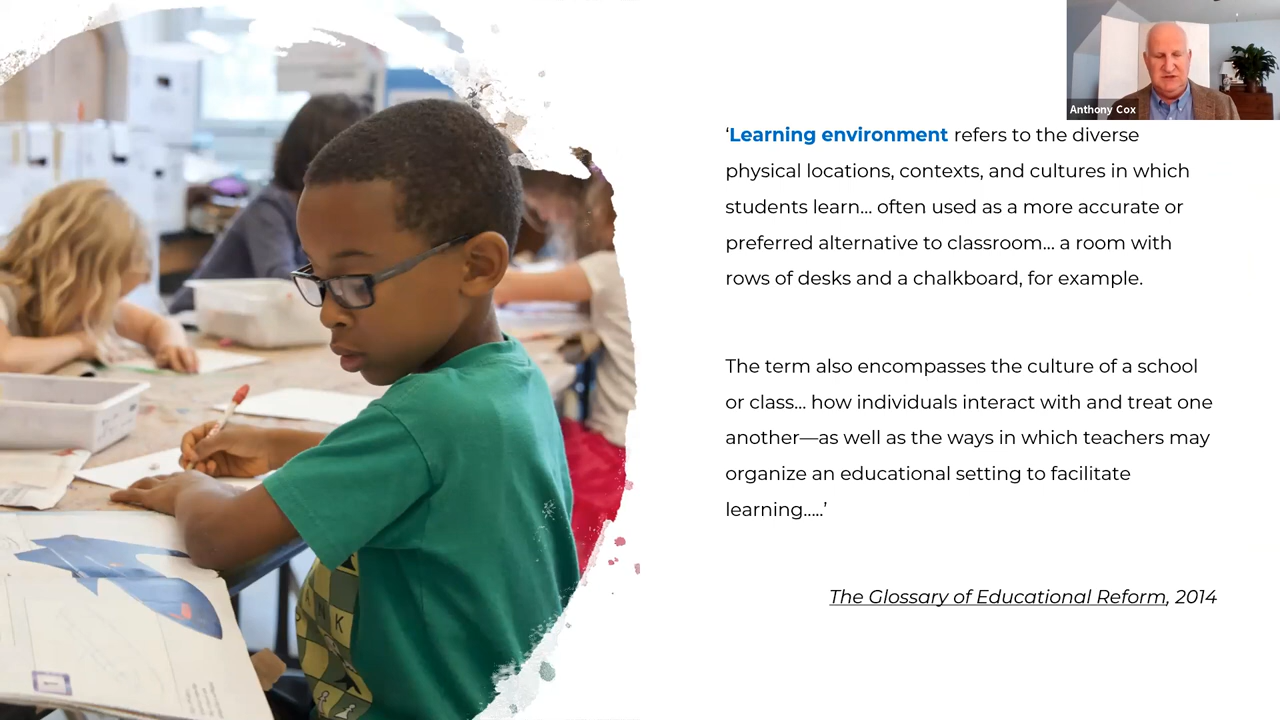 Anthony Cox
‘Learning environment refers to the diverse
physical locations, contexts, and cultures in which
students learn... often used as a more accurate or
preferred alternative to classroom... a room with
rows of desks and a chalkboard, for example.
The term also encompasses the culture of a school
or class... how individuals interact with and treat one
another—as well as the ways in which teachers may
organize an educational setting to facilitate
learning.....’
The Glossary of Educational Reform, 2014